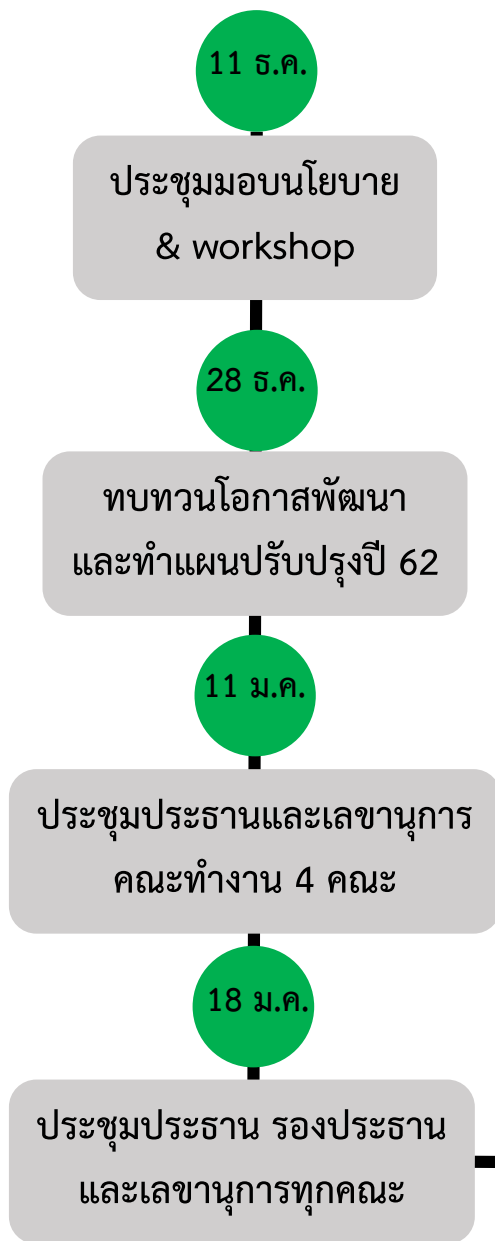 11 ธ.ค.
ประชุมมอบนโยบาย
& workshop
28 ธ.ค.
ทบทวนโอกาสพัฒนา
และทำแผนปรับปรุงปี 62
11 ม.ค.
ประชุมประธานและเลขานุการ
คณะทำงาน 4 คณะ
18 ม.ค.
ประชุมประธาน รองประธาน
และเลขานุการทุกคณะ